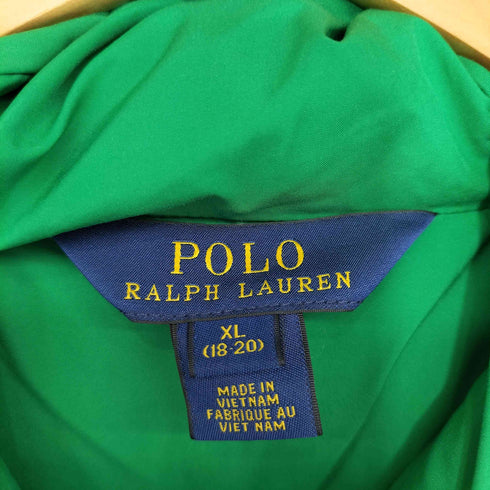 POLO
RALPH LAUREN
XL
(18-20)
MADE IN
VIETNAM
FABRIQUE AU
VIET NAM